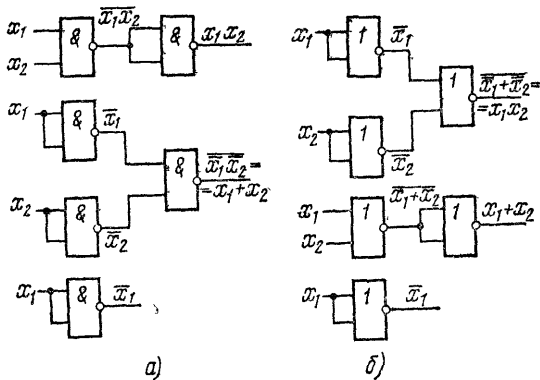 x₁ & x̅₁x̅₂ & x₁x₂
x₂
x₁ & x̅₁
& x̅₁x̅₂ =
= x₁+x₂
x₂ & x̅₂
x₁ & x̅₁
а)
x₁ 1 x̅₁
1 x̅₁+x̅₂ =
= x₁x₂
x₂ 1 x̅₂
x₁ 1 x̅₁+x̅₂ 1 x₁+x₂
x₂
x₁ 1 x̅₁
б)